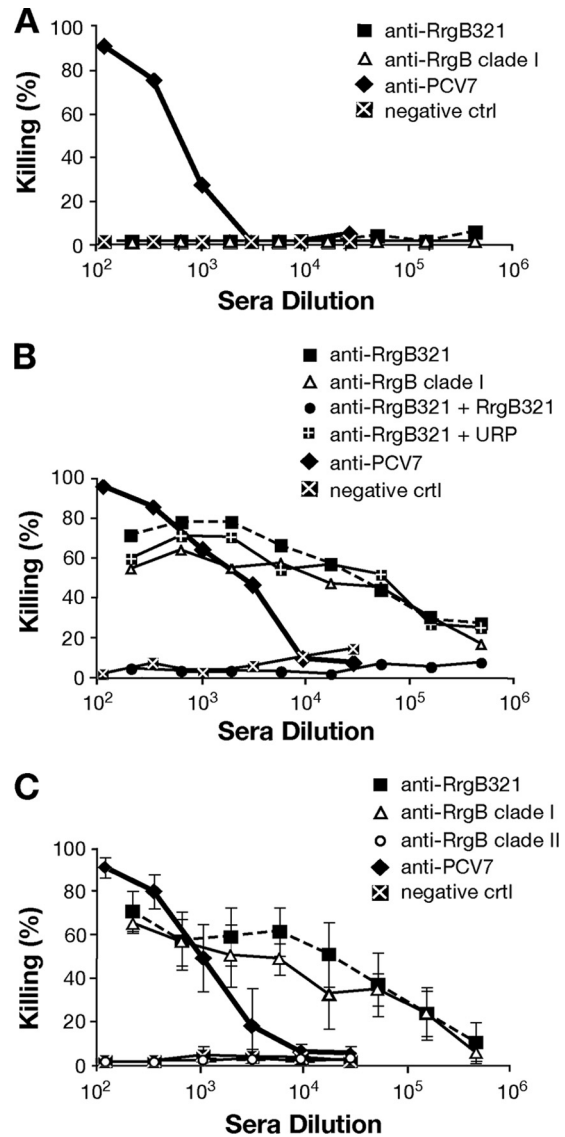 A
anti-RrgB321
anti-RrgB clade I
anti-PCV7
negative ctrl
Killing (%)
100
80
60
40
20
0
10²
10³
10⁴
10⁵
10⁶
Sera Dilution
B
anti-RrgB321
anti-RrgB clade I
anti-RrgB321 + RrgB321
anti-RrgB321 + URP
anti-PCV7
negative crtl
Killing (%)
100
80
60
40
20
0
10²
10³
10⁴
10⁵
10⁶
Sera Dilution
C
anti-RrgB321
anti-RrgB clade I
anti-RrgB clade II
anti-PCV7
negative crtl
Killing (%)
100
80
60
40
20
0
10²
10³
10⁴
10⁵
10⁶
Sera Dilution